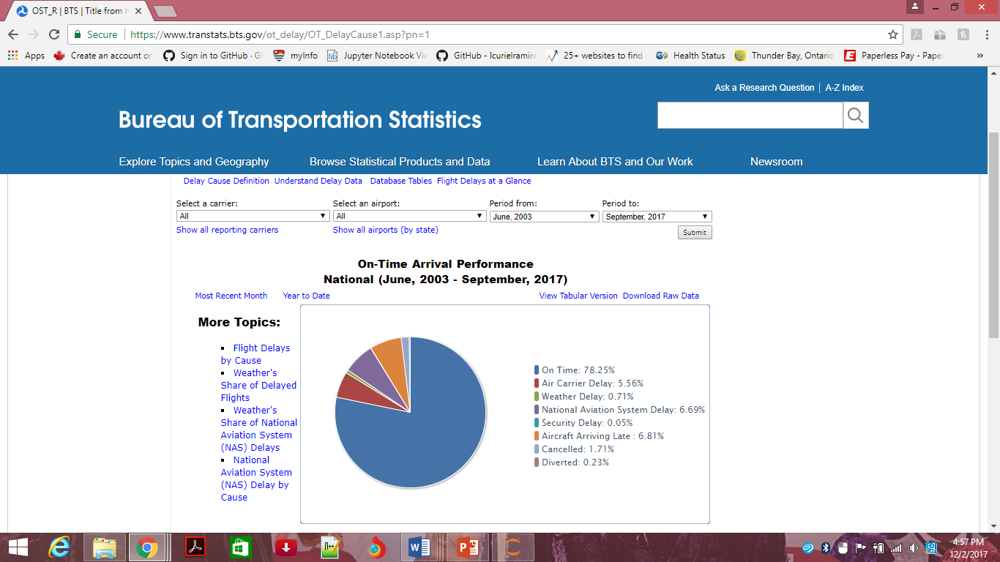 OST_R | BTS | Title from h
Secure https://www.transtats.bts.gov/ot_delay/OT_DelayCause1.asp?pn=1
Apps Create an account or Sign in to GitHub · Gi myInfo Jupyter Notebook Vie GitHub - lcurielramire 25+ websites to find Health Status Thunder Bay, Ontario Paperless Pay - Pape »
Ask a Research Question | A-Z Index
Bureau of Transportation Statistics
Explore Topics and Geography Browse Statistical Products and Data Learn About BTS and Our Work Newsroom
Delay Cause Definition Understand Delay Data Database Tables Flight Delays at a Glance
Select a carrier: Select an airport: Period from: Period to:
All All June, 2003 September, 2017
Show all reporting carriers Show all airports (by state) Submit
On-Time Arrival Performance
National (June, 2003 - September, 2017)
Most Recent Month Year to Date View Tabular Version Download Raw Data
More Topics:
Flight Delays
by Cause
Weather's
Share of Delayed
Flights
Weather's
Share of National
Aviation System
(NAS) Delays
National
Aviation System
(NAS) Delay by
Cause
On Time: 78.25%
Air Carrier Delay: 5.56%
Weather Delay: 0.71%
National Aviation System Delay: 6.69%
Security Delay: 0.05%
Aircraft Arriving Late : 6.81%
Cancelled: 1.71%
Diverted: 0.23%
4:57 PM
12/2/2017